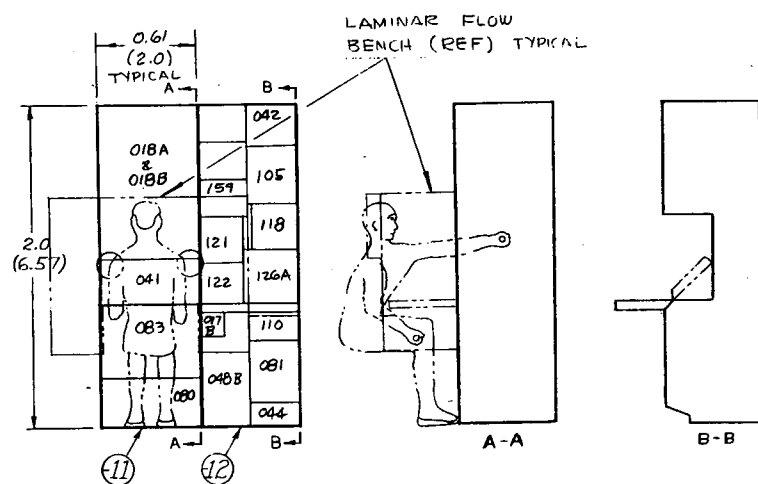 LAMINAR FLOW
BENCH (REF) TYPICAL
0.61
(2.0)
TYPICAL
A
B
042
018A
&
018B
105
159
118
121
2.0
(6.57)
041
122
126A
083
017
B
110
048B
081
080
044
A
B
A-A
B-B
-11
-12